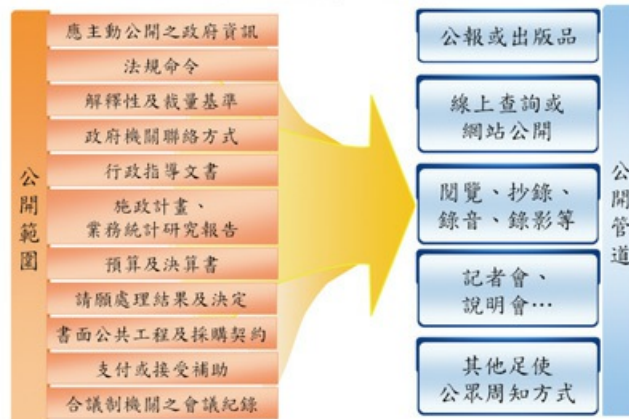 公開範圍
應主動公開之政府資訊
法規命令
解釋性及裁量基準
政府機關聯絡方式
行政指導文書
施政計畫、
業務統計研究報告
預算及決算書
請願處理結果及決定
書面公共工程及採購契約
支付或接受補助
合議制機關之會議紀錄
公報或出版品
線上查詢或
網站公開
閱覽、抄錄、
錄音、錄影等
記者會、
說明會…
其他足使
公眾周知方式
公開管道